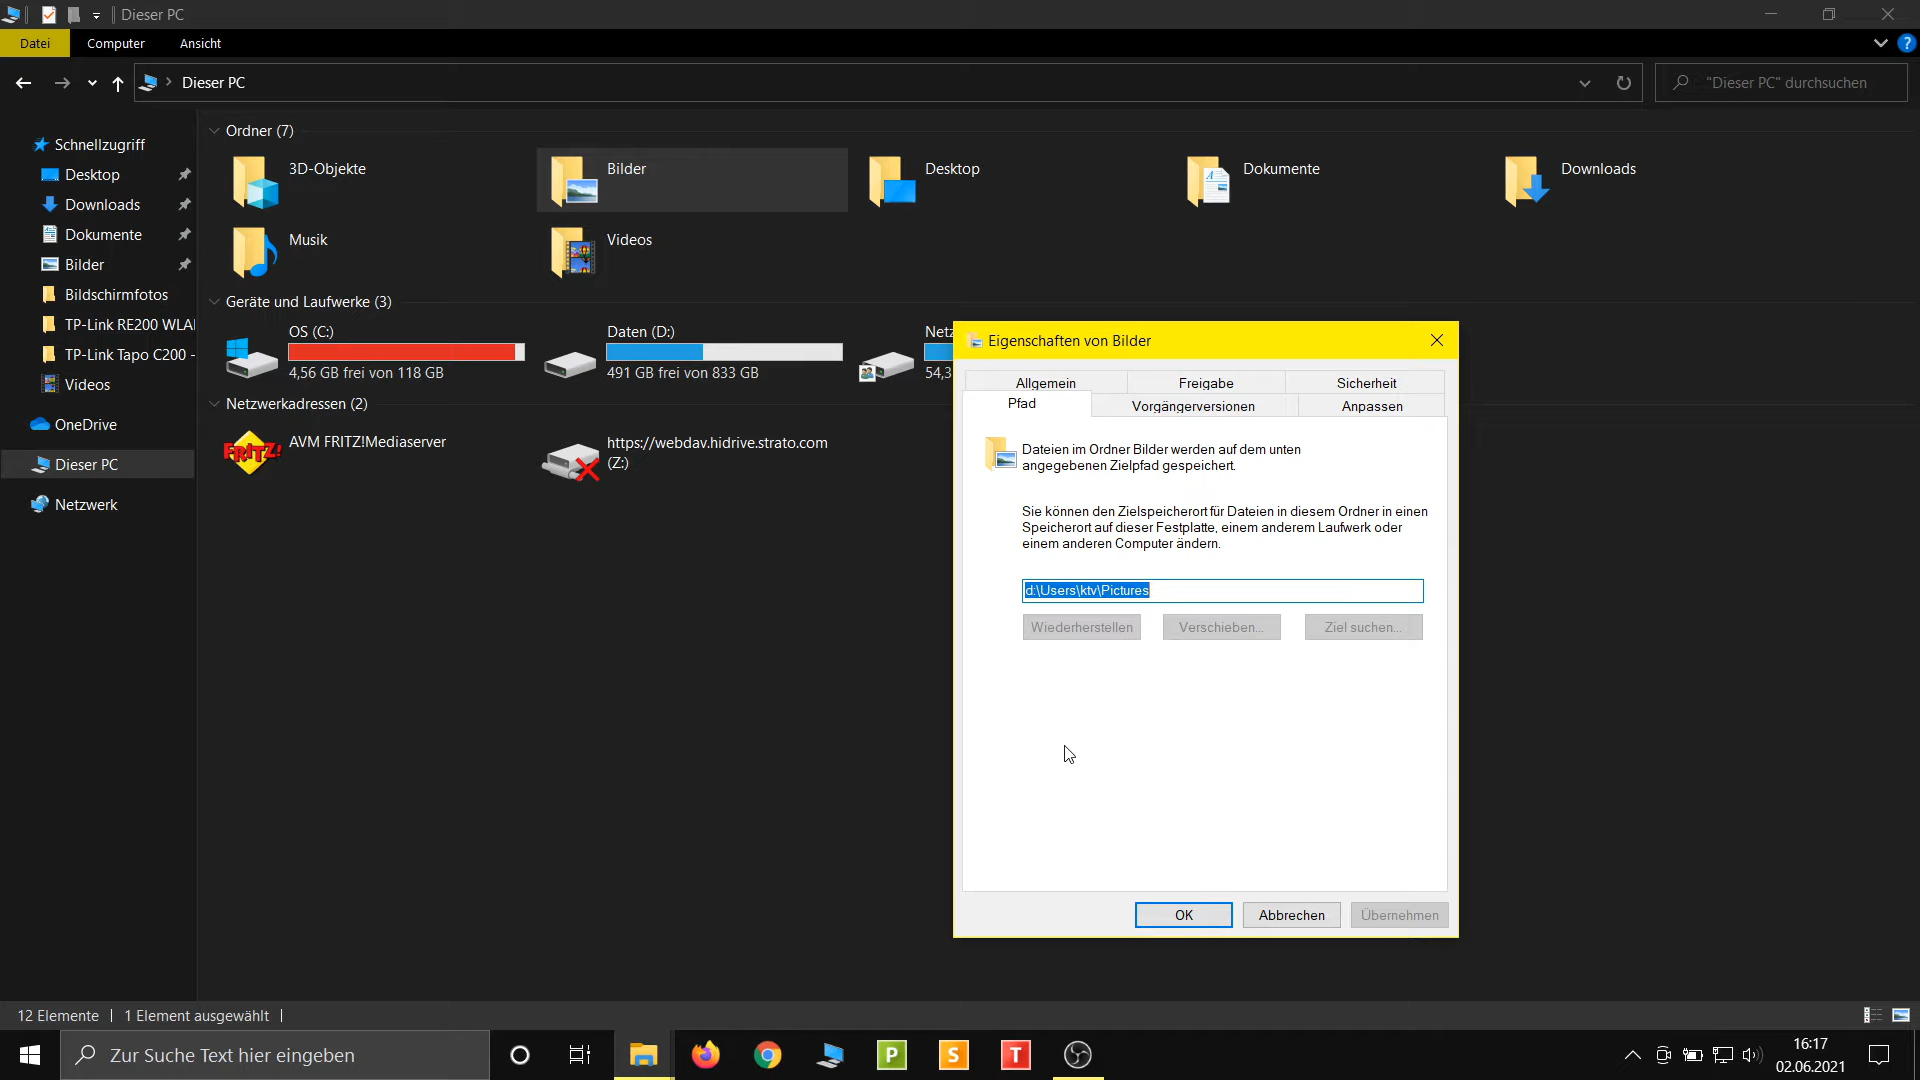 Dieser PC
Datei
Computer
Ansicht
?
Dieser PC
"Dieser PC" durchsuchen
Schnellzugriff
Desktop
Downloads
Dokumente
Bilder
Bildschirmfotos
TP-Link RE200 WLA
TP-Link Tapo C200 -
Videos
OneDrive
Dieser PC
Netzwerk
Ordner (7)
3D-Objekte
Bilder
Desktop
Dokumente
Downloads
Musik
Videos
Geräte und Laufwerke (3)
OS (C:)
4,56 GB frei von 118 GB
Daten (D:)
491 GB frei von 833 GB
Netz
54,3
Netzwerkadressen (2)
FRITZ!
AVM FRITZ!Mediaserver
https://webdav.hidrive.strato.com
(Z:)
Eigenschaften von Bilder
Allgemein
Freigabe
Sicherheit
Pfad
Vorgängerversionen
Anpassen
Dateien im Ordner Bilder werden auf dem unten
angegebenen Zielpfad gespeichert.
Sie können den Zielspeicherort für Dateien in diesem Ordner in einen
Speicherort auf dieser Festplatte, einem anderem Laufwerk oder
einem anderen Computer ändern.
d:\Users\ktv\Pictures
Wiederherstellen
Verschieben...
Ziel suchen...
OK
Abbrechen
Übernehmen
12 Elemente
1 Element ausgewählt
Zur Suche Text hier eingeben
P
S
T
16:17
02.06.2021